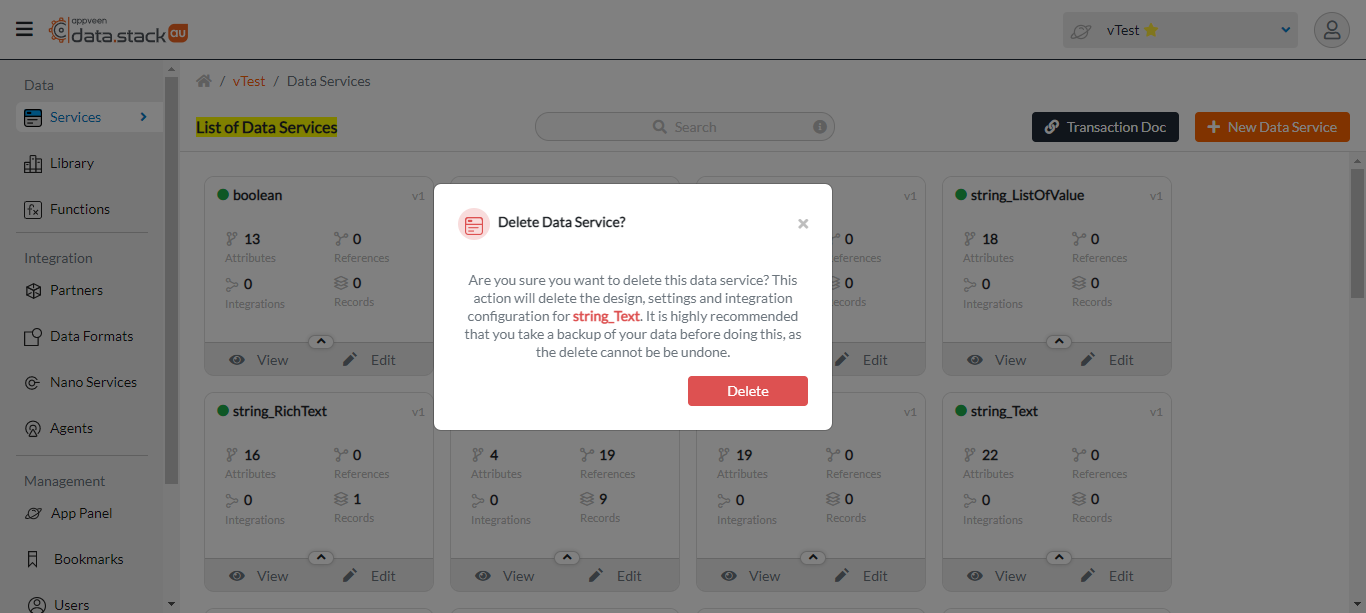 appveen
data.stack au
vTest
Data
Services
Library
Functions
Integration
Partners
Data Formats
Nano Services
Agents
Management
App Panel
Bookmarks
Users
/ vTest / Data Services
List of Data Services
Search
Transaction Doc
New Data Service
boolean v1
13 0
Attributes References
0 0
Integrations Records
View Edit
v1
0
References
0
Records
Edit
string_ListOfValue v1
18 0
Attributes References
0 0
Integrations Records
View Edit
Delete Data Service?
Are you sure you want to delete this data service? This
action will delete the design, settings and integration
configuration for string_Text. It is highly recommended
that you take a backup of your data before doing this, as
the delete cannot be be undone.
Delete
string_RichText v1
16 0
Attributes References
0 1
Integrations Records
View Edit
4 19
Attributes References
0 9
Integrations Records
View Edit
v1
19 0
Attributes References
0 0
Integrations Records
View Edit
string_Text v1
22 0
Attributes References
0 0
Integrations Records
View Edit